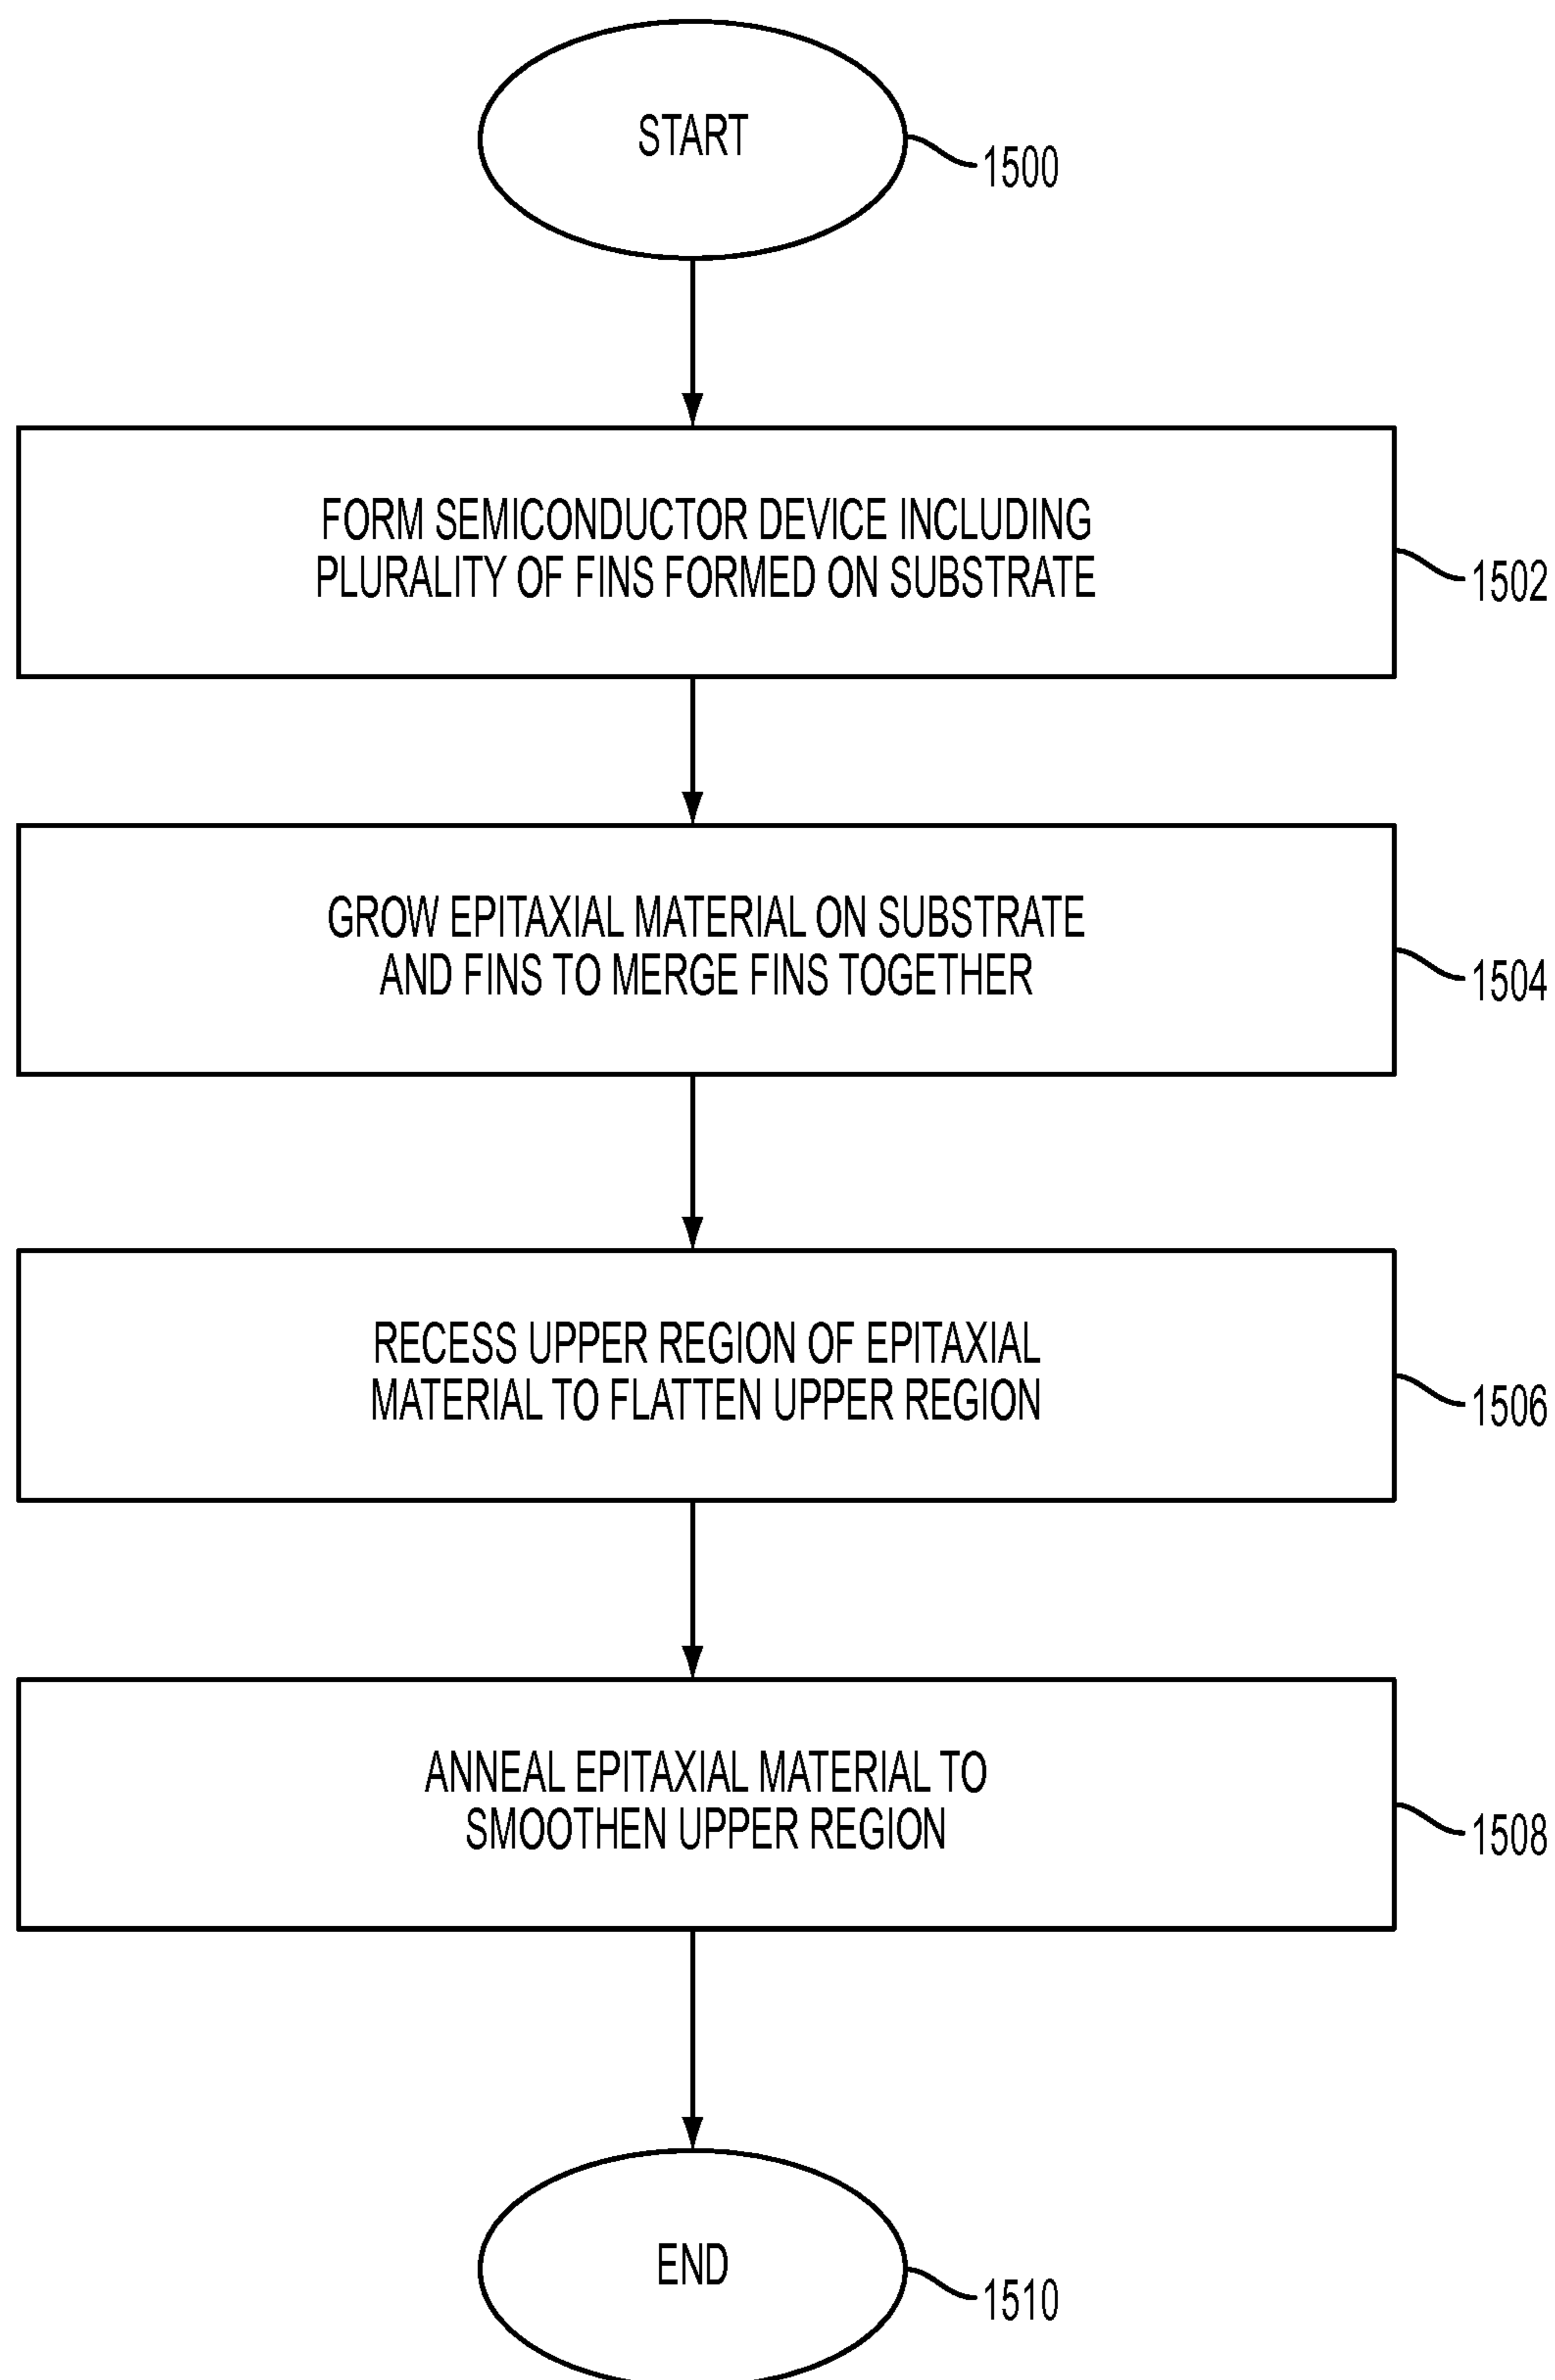 START
1500
FORM SEMICONDUCTOR DEVICE INCLUDING
PLURALITY OF FINS FORMED ON SUBSTRATE
1502
GROW EPITAXIAL MATERIAL ON SUBSTRATE
AND FINS TO MERGE FINS TOGETHER
1504
RECESS UPPER REGION OF EPITAXIAL
MATERIAL TO FLATTEN UPPER REGION
1506
ANNEAL EPITAXIAL MATERIAL TO
SMOOTHEN UPPER REGION
1508
END
1510